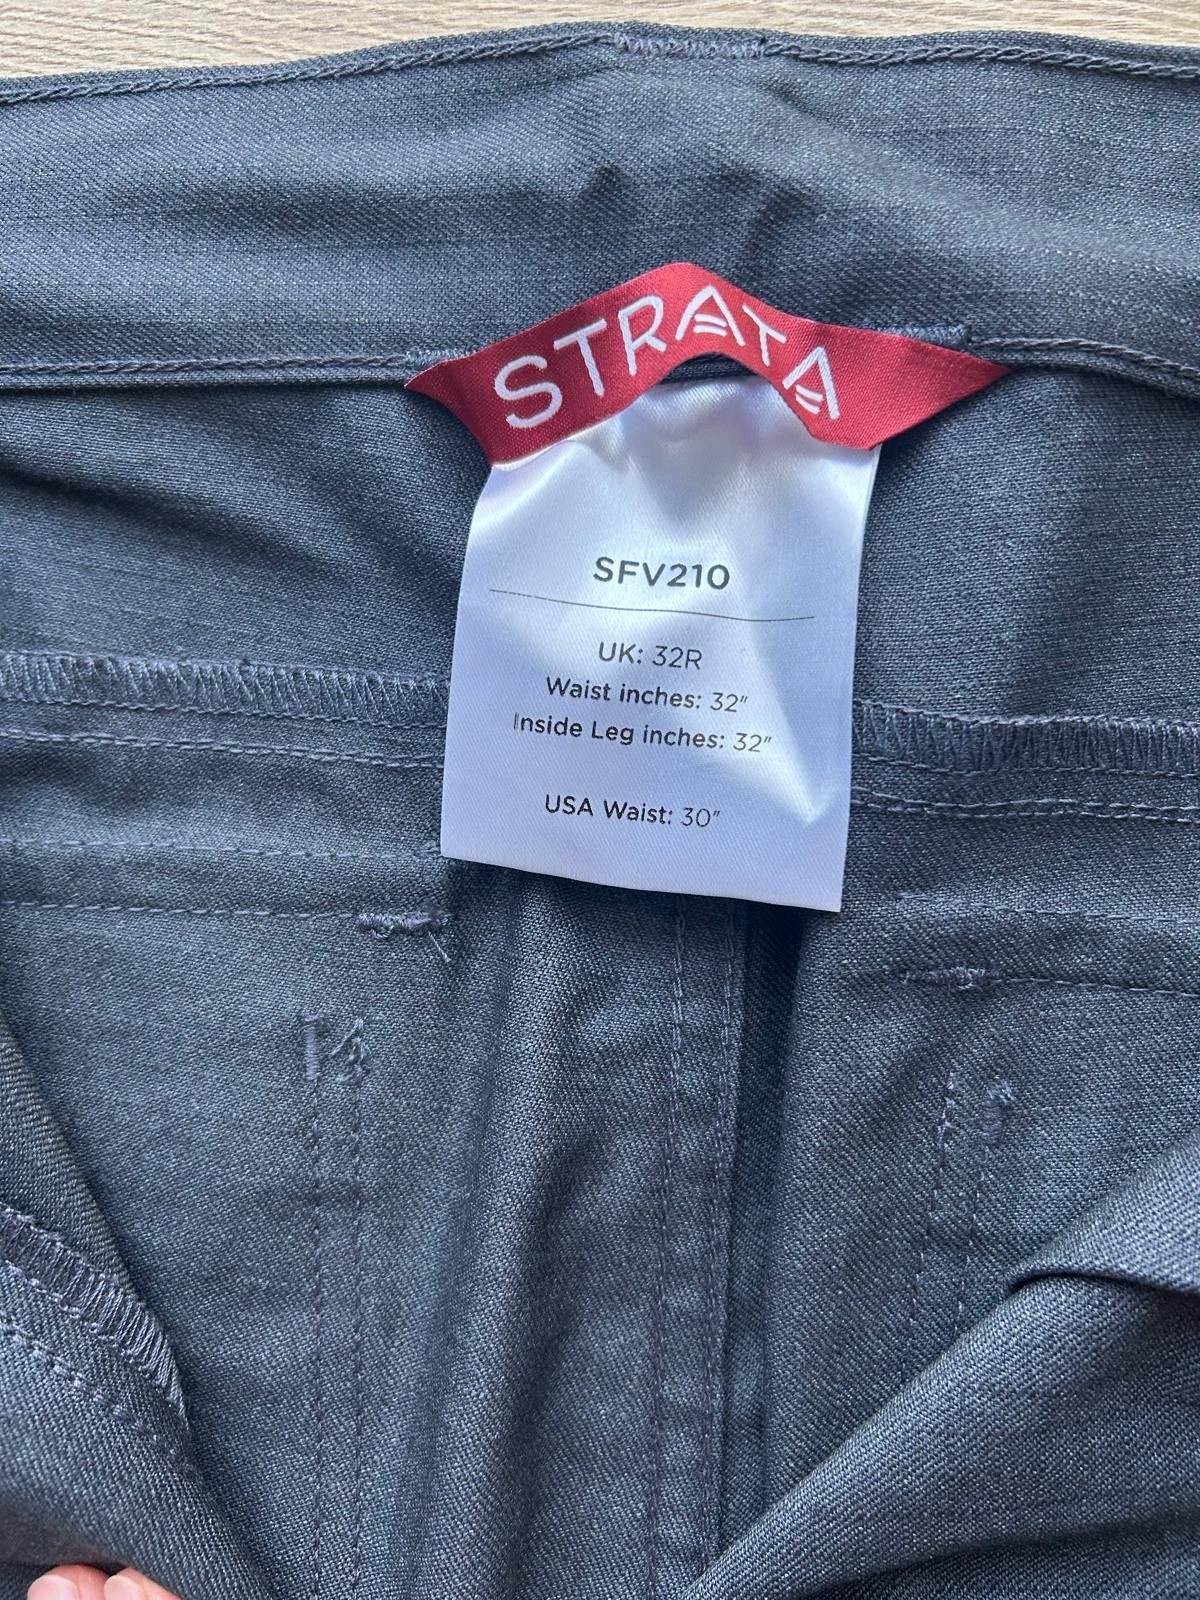 STRATA
SFV210
UK: 32R
Waist inches: 32"
Inside Leg inches: 32"
USA Waist: 30"